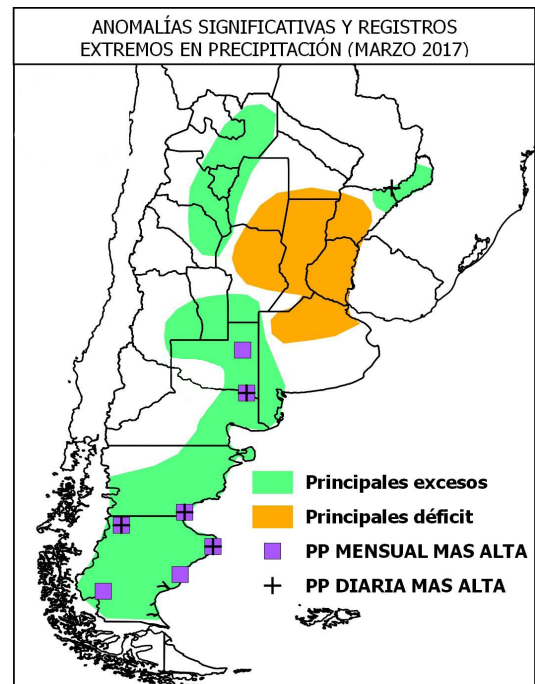 ANOMALÍAS SIGNIFICATIVAS Y REGISTROS
EXTREMOS EN PRECIPITACIÓN (MARZO 2017)
Principales excesos
Principales déficit
PP MENSUAL MAS ALTA
PP DIARIA MAS ALTA